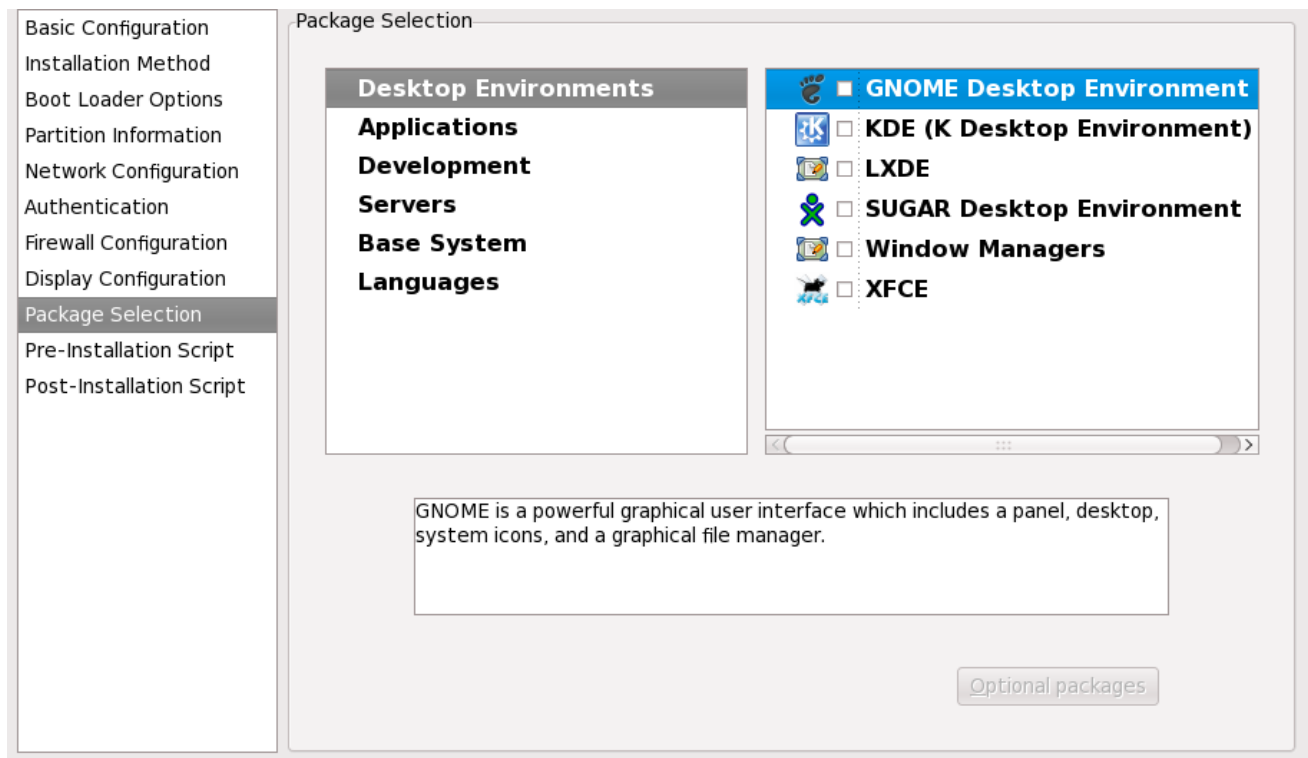 Basic Configuration
Installation Method
Boot Loader Options
Partition Information
Network Configuration
Authentication
Firewall Configuration
Display Configuration
Package Selection
Pre-Installation Script
Post-Installation Script
Package Selection
Desktop Environments
Applications
Development
Servers
Base System
Languages
GNOME Desktop Environment
KDE (K Desktop Environment)
LXDE
SUGAR Desktop Environment
Window Managers
XFCE
GNOME is a powerful graphical user interface which includes a panel, desktop,
system icons, and a graphical file manager.
Optional packages